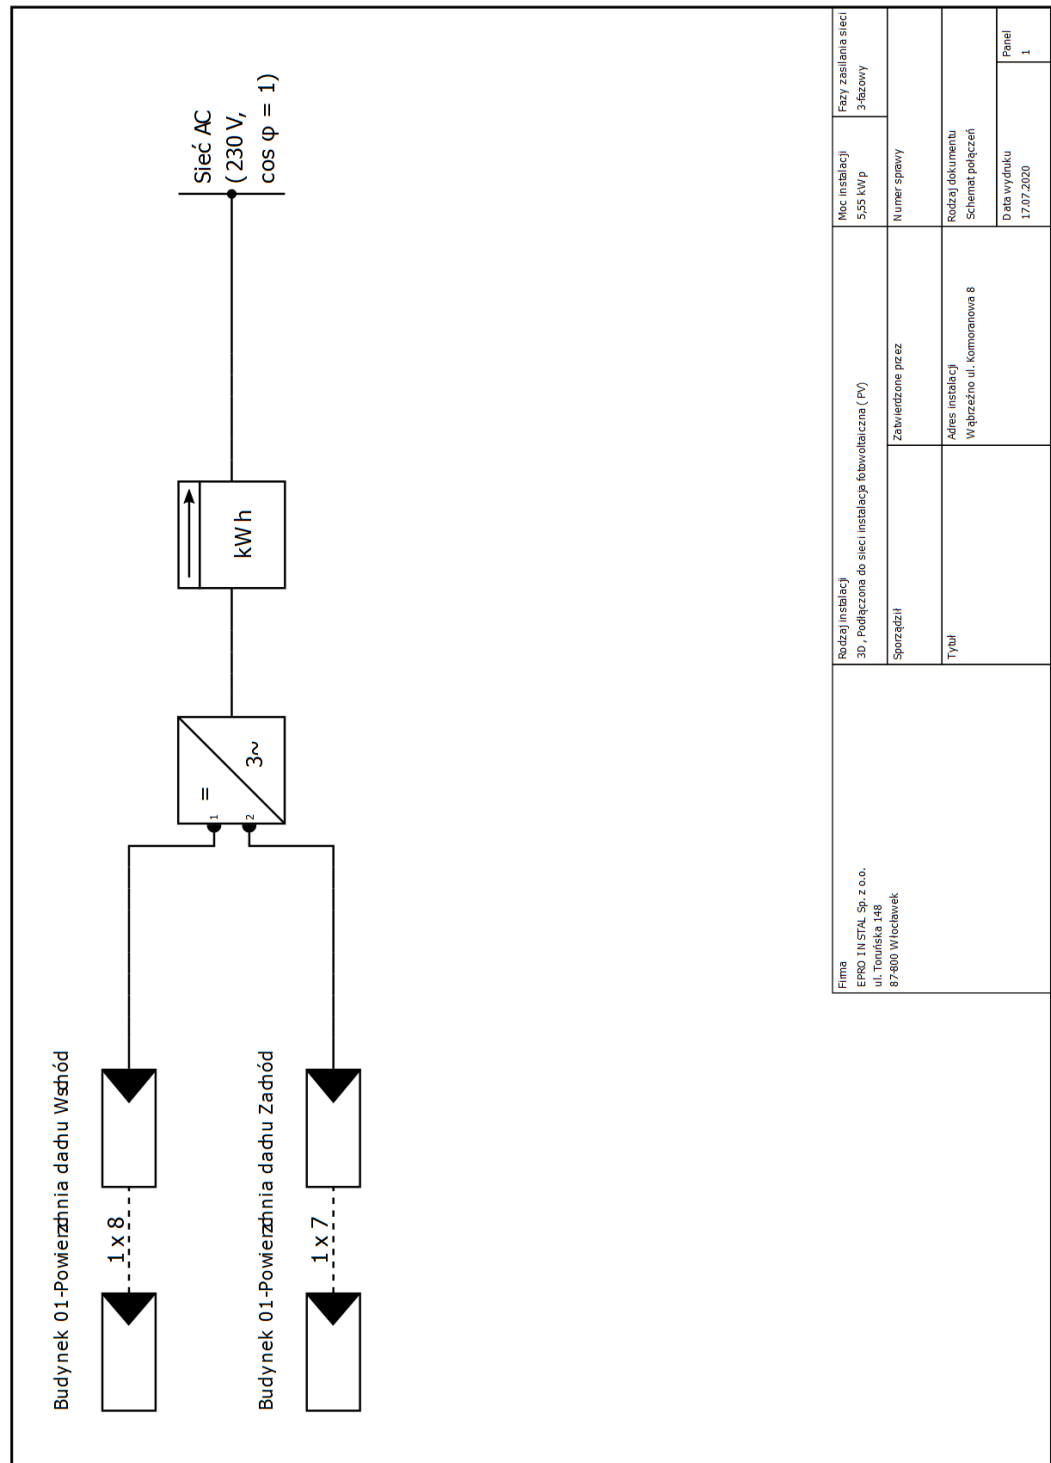 Budynek 01-Powierzchnia dachu Wschód
1 x 8
Budynek 01-Powierzchnia dachu Zachód
1 x 7
1
2
=
3~
kWh
Sieć AC
(230 V,
cos φ = 1)
Firma
EPRO INSTAL Sp. z o.o.
ul. Toruńska 148
87-800 Włocławek
Rodzaj instalacji
3D, Podłączona do sieci instalacja fotowoltaiczna (PV)
Moc instalacji
5,55 kWp
Fazy zasilania sieci
3-fazowy
Sporządził
Zatwierdzone przez
Numer sprawy
Tytuł
Adres instalacji
Wąbrzeźno ul. Kormoranowa 8
Rodzaj dokumentu
Schemat połączeń
Data wydruku
17.07.2020
Panel
1